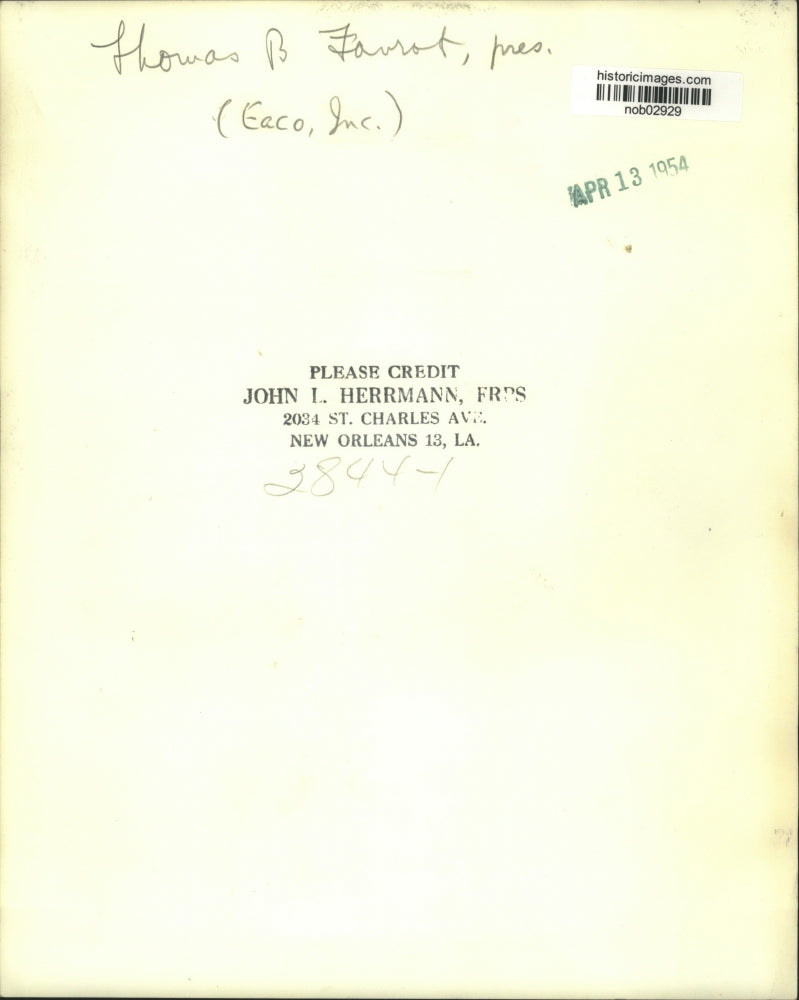 Thomas B Favrot, pres.
(Eaco, Inc.)
historicimages.com
nob02929
APR 13 1954
PLEASE CREDIT
JOHN L. HERRMANN, FRPS
2034 ST. CHARLES AVE.
NEW ORLEANS 13, LA.
3844-1